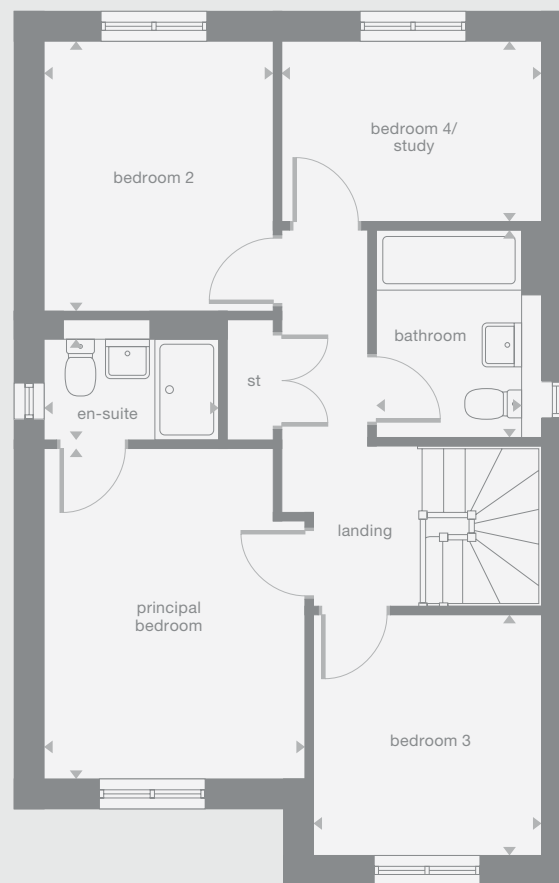 bedroom 2
bedroom 4/
study
bathroom
st
en-suite
landing
principal
bedroom
bedroom 3